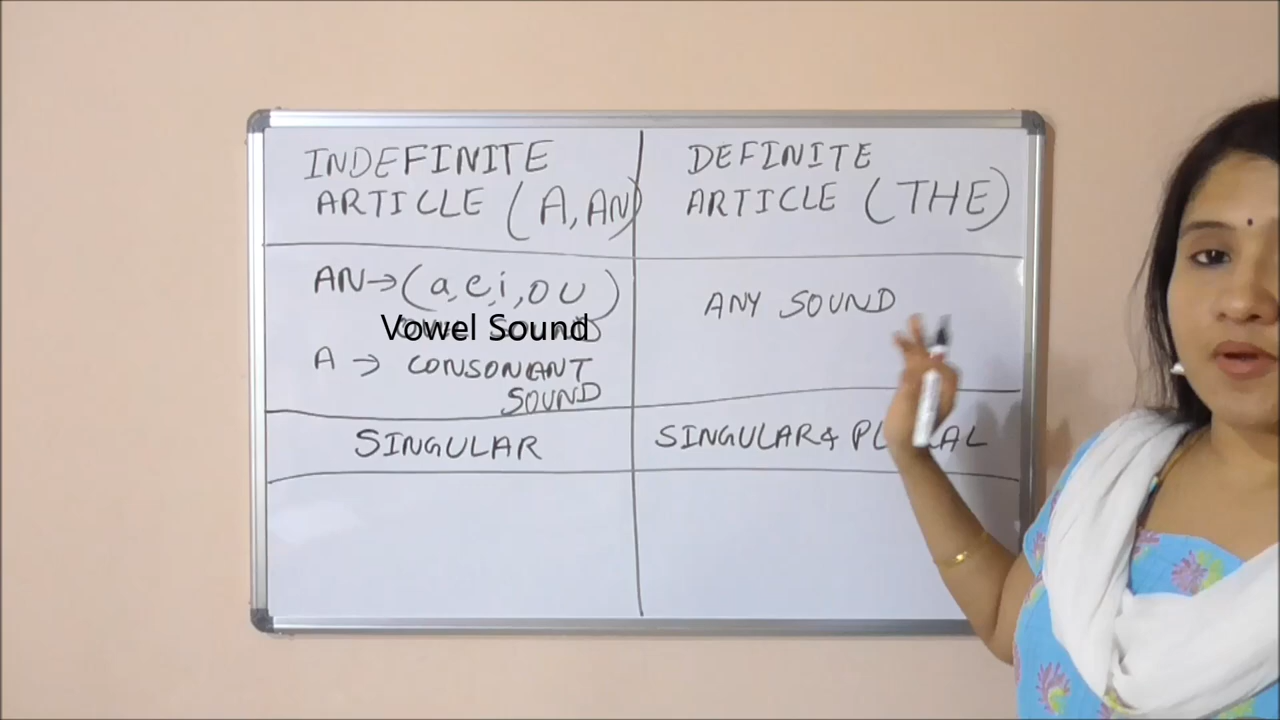 INDEFINITE
ARTICLE (A, AN)
DEFINITE
ARTICLE (THE)
AN→(a,e,i,o u)
Vowel Sound
A → CONSONANT
SOUND
ANY SOUND
SINGULAR
SINGULAR &